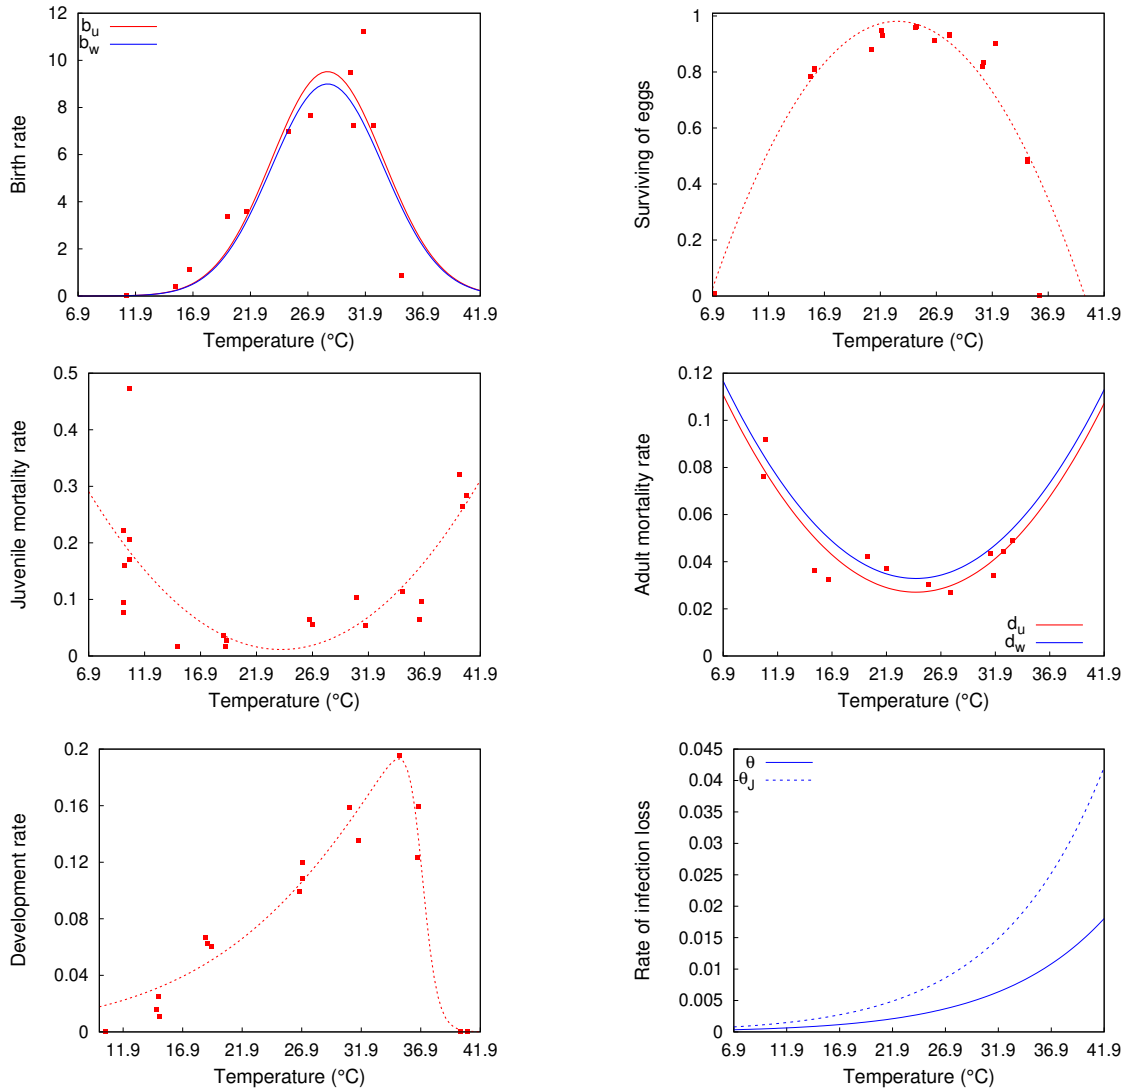 12
10
8
6
4
2
0
Birth rate
b_u
b_w
6.9 11.9 16.9 21.9 26.9 31.9 36.9 41.9
Temperature (°C)
1
0.8
0.6
0.4
0.2
0
Surviving of eggs
6.9 11.9 16.9 21.9 26.9 31.9 36.9 41.9
Temperature (°C)
0.5
0.4
0.3
0.2
0.1
0
Juvenile mortality rate
6.9 11.9 16.9 21.9 26.9 31.9 36.9 41.9
Temperature (°C)
0.12
0.1
0.08
0.06
0.04
0.02
0
Adult mortality rate
d_u
d_w
6.9 11.9 16.9 21.9 26.9 31.9 36.9 41.9
Temperature (°C)
0.2
0.16
0.12
0.08
0.04
0
Development rate
11.9 16.9 21.9 26.9 31.9 36.9 41.9
Temperature (°C)
0.045
0.04
0.035
0.03
0.025
0.02
0.015
0.01
0.005
0
Rate of infection loss
θ
θ_J
6.9 11.9 16.9 21.9 26.9 31.9 36.9 41.9
Temperature (°C)